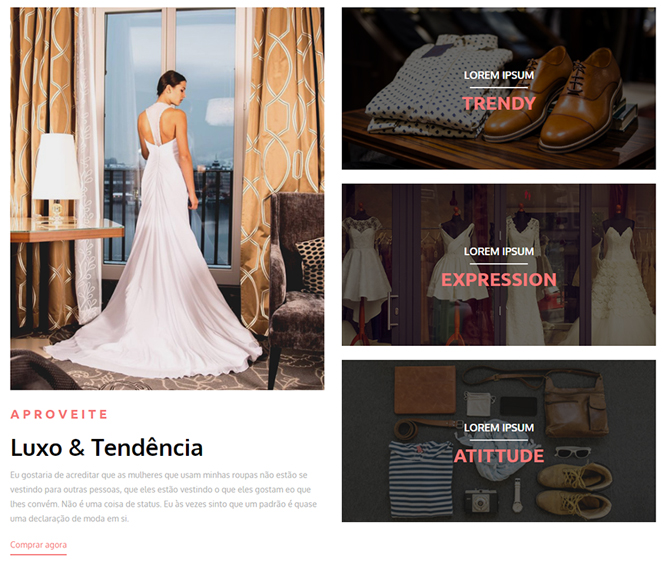 APROVEITE
Luxo & Tendência
Eu gostaria de acreditar que as mulheres que usam minhas roupas não estão se
vestindo para outras pessoas, que eles estão vestindo o que eles gostam eo que
lhes convém. Não é uma coisa de status. Eu às vezes sinto que um padrão é quase
uma declaração de moda em si.
Comprar agora
LOREM IPSUM
TRENDY
LOREM IPSUM
EXPRESSION
LOREM IPSUM
ATITTUDE